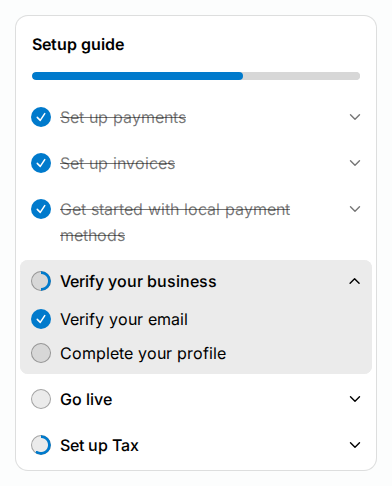 Setup guide
Set up payments
Set up invoices
Get started with local payment
methods
Verify your business
Verify your email
Complete your profile
Go live
Set up Tax